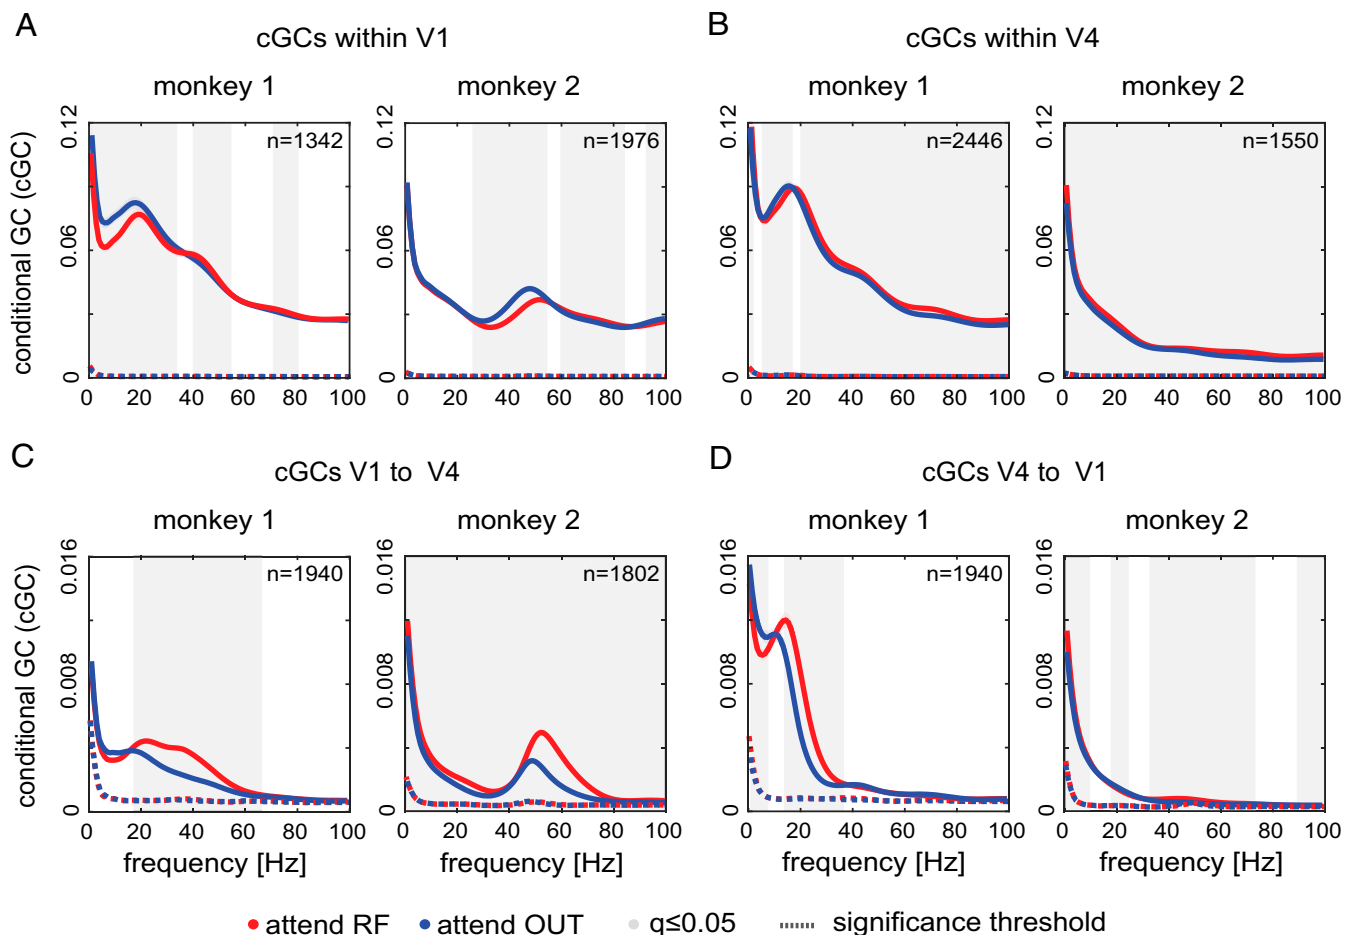 A
cGCs within V1
monkey 1
monkey 2
conditional GC (cGC)
0.12
0.06
0
n=1342
n=1976
0 20 40 60 80 100
0 20 40 60 80 100
B
cGCs within V4
monkey 1
monkey 2
0.12
0.06
0
0.12
0.06
0
0.12
0.06
0
n=2446
n=1550
0 20 40 60 80 100
0 20 40 60 80 100
C
cGCs V1 to V4
monkey 1
monkey 2
conditional GC (cGC)
0.016
0.008
0
0.016
0.008
0
n=1940
n=1802
0 20 40 60 80 100
0 20 40 60 80 100
frequency [Hz]
frequency [Hz]
D
cGCs V4 to V1
monkey 1
monkey 2
0.016
0.008
0
0.016
0.008
0
n=1940
0 20 40 60 80 100
0 20 40 60 80 100
frequency [Hz]
frequency [Hz]
attend RF
attend OUT
q≤0.05
significance threshold